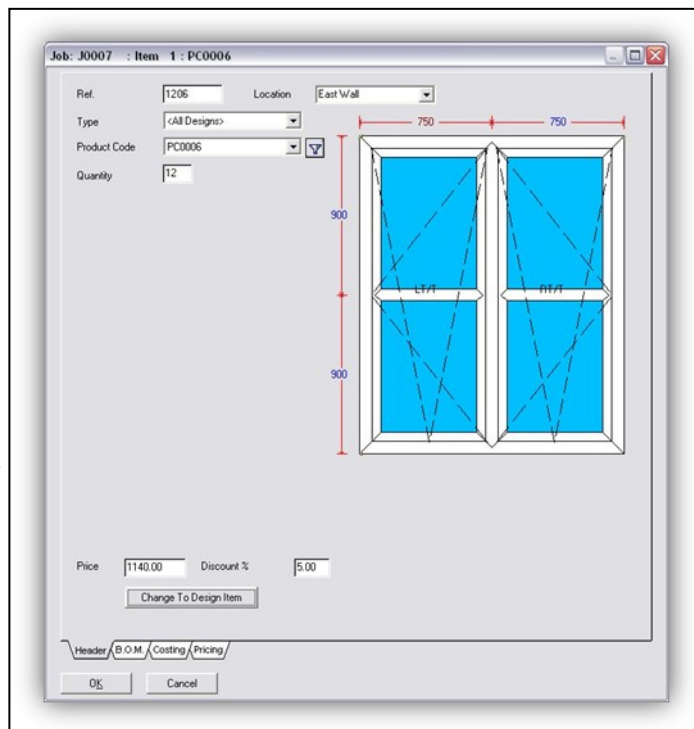 Job: J0007 : Item 1 : PC0006
Ref. 1206 Location East Wall
Type <All Designs>
Product Code PC0006
Quantity 12
750 750
900
LT/T RT/T
900
Price 1140.00 Discount % 5.00
Change To Design Item
Header B.O.M. Costing Pricing
OK Cancel